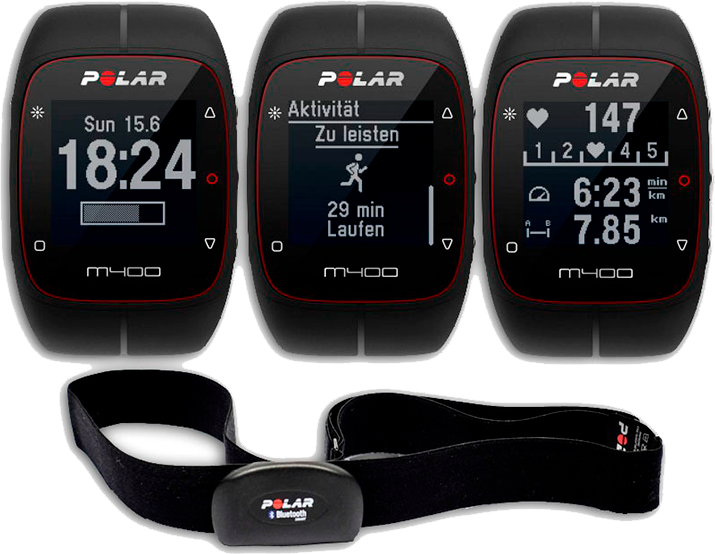 POLAR
Sun 15.6
18:24
M400
POLAR
Aktivität
Zu leisten
29 min
Laufen
M400
POLAR
147
1 2 4 5
6:23 min km
A B
7.85 km
M400
POLAR
Bluetooth
POLAR